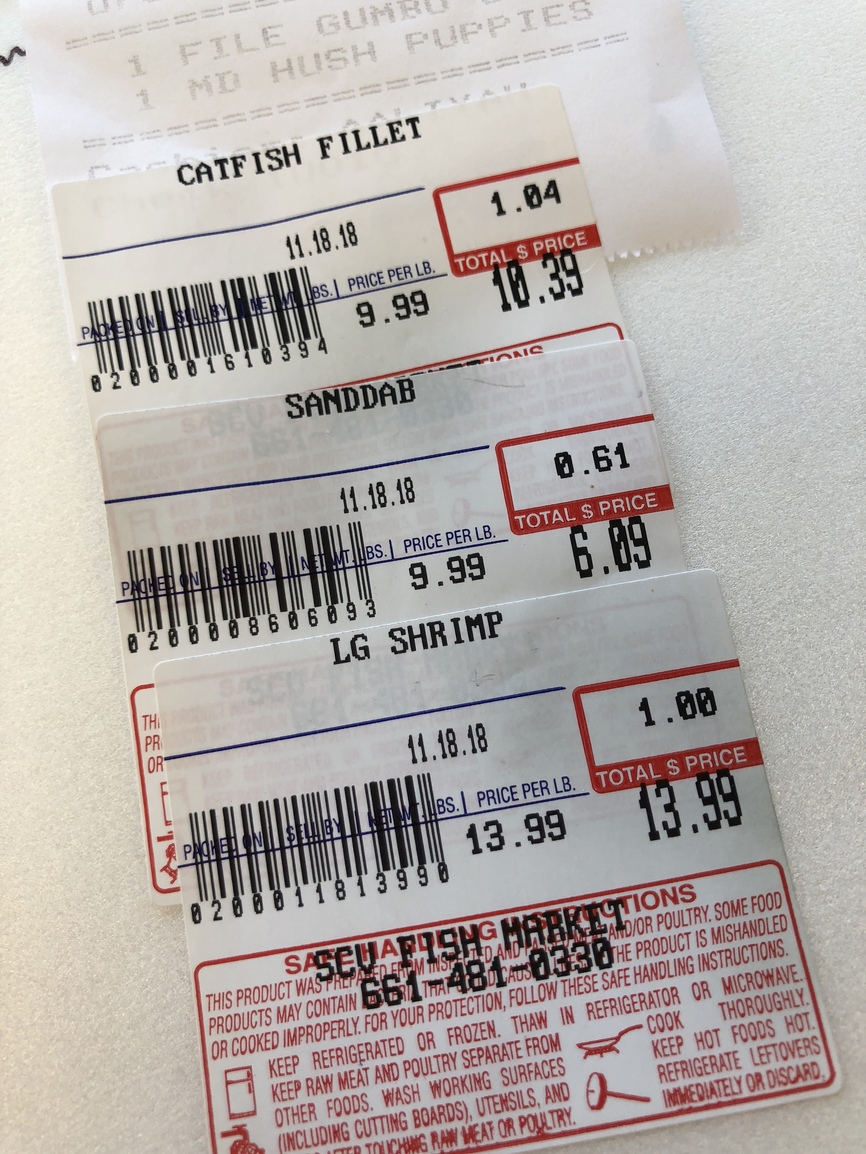 1 FILE GUMBO
1 MD HUSH PUPPIES
CATFISH FILLET
1.04
11.18.18
TOTAL $ PRICE
PACKED ON | SELL BY | NET WT. LBS. | PRICE PER LB.
9.99
10.39
0200001610394
SANDDAB
0.61
11.18.18
TOTAL $ PRICE
PACKED ON | SELL BY | NET WT. LBS. | PRICE PER LB.
9.99
6.09
0200008606093
LG SHRIMP
1.00
11.18.18
TOTAL $ PRICE
PACKED ON | SELL BY | NET WT. LBS. | PRICE PER LB.
13.99
13.99
0200011813990
SAFE HANDLING INSTRUCTIONS
SCV FISH MARKET
661-481-0330
THIS PRODUCT WAS PREPARED FROM INSPECTED AND PASSED MEAT AND/OR POULTRY. SOME FOOD
PRODUCTS MAY CONTAIN THE PRODUCT IS MISHANDLED
OR COOKED IMPROPERLY. FOR YOUR PROTECTION, FOLLOW THESE SAFE HANDLING INSTRUCTIONS.
KEEP REFRIGERATED OR FROZEN. THAW IN REFRIGERATOR OR MICROWAVE.
KEEP RAW MEAT AND POULTRY SEPARATE FROM
OTHER FOODS. WASH WORKING SURFACES
(INCLUDING CUTTING BOARDS), UTENSILS, AND
AFTER TOUCHING RAW MEAT OR POULTRY.
COOK THOROUGHLY.
KEEP HOT FOODS HOT.
REFRIGERATE LEFTOVERS
IMMEDIATELY OR DISCARD.